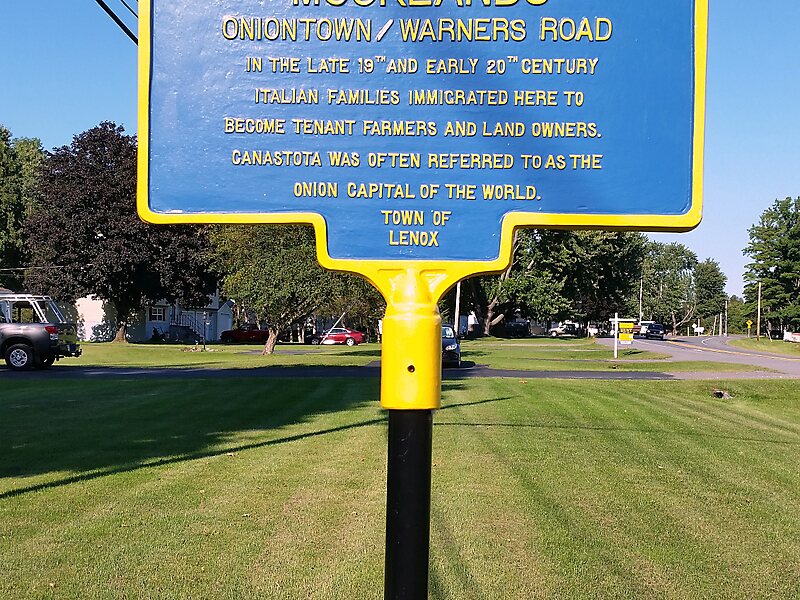 ONIONTOWN/WARNERS ROAD
IN THE LATE 19TH AND EARLY 20TH CENTURY
ITALIAN FAMILIES IMMIGRATED HERE TO
BECOME TENANT FARMERS AND LAND OWNERS.
CANASTOTA WAS OFTEN REFERRED TO AS THE
ONION CAPITAL OF THE WORLD.
TOWN OF
LENOX